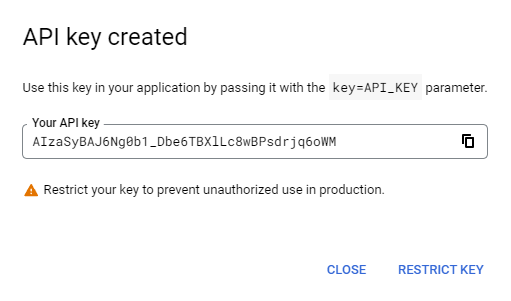 API key created
Use this key in your application by passing it with the key=API_KEY parameter.
Your API key
AIzaSyBAJ6Ng0b1_Dbe6TBXlLc8wBPsdrjq6oWM
Restrict your key to prevent unauthorized use in production.
CLOSE RESTRICT KEY